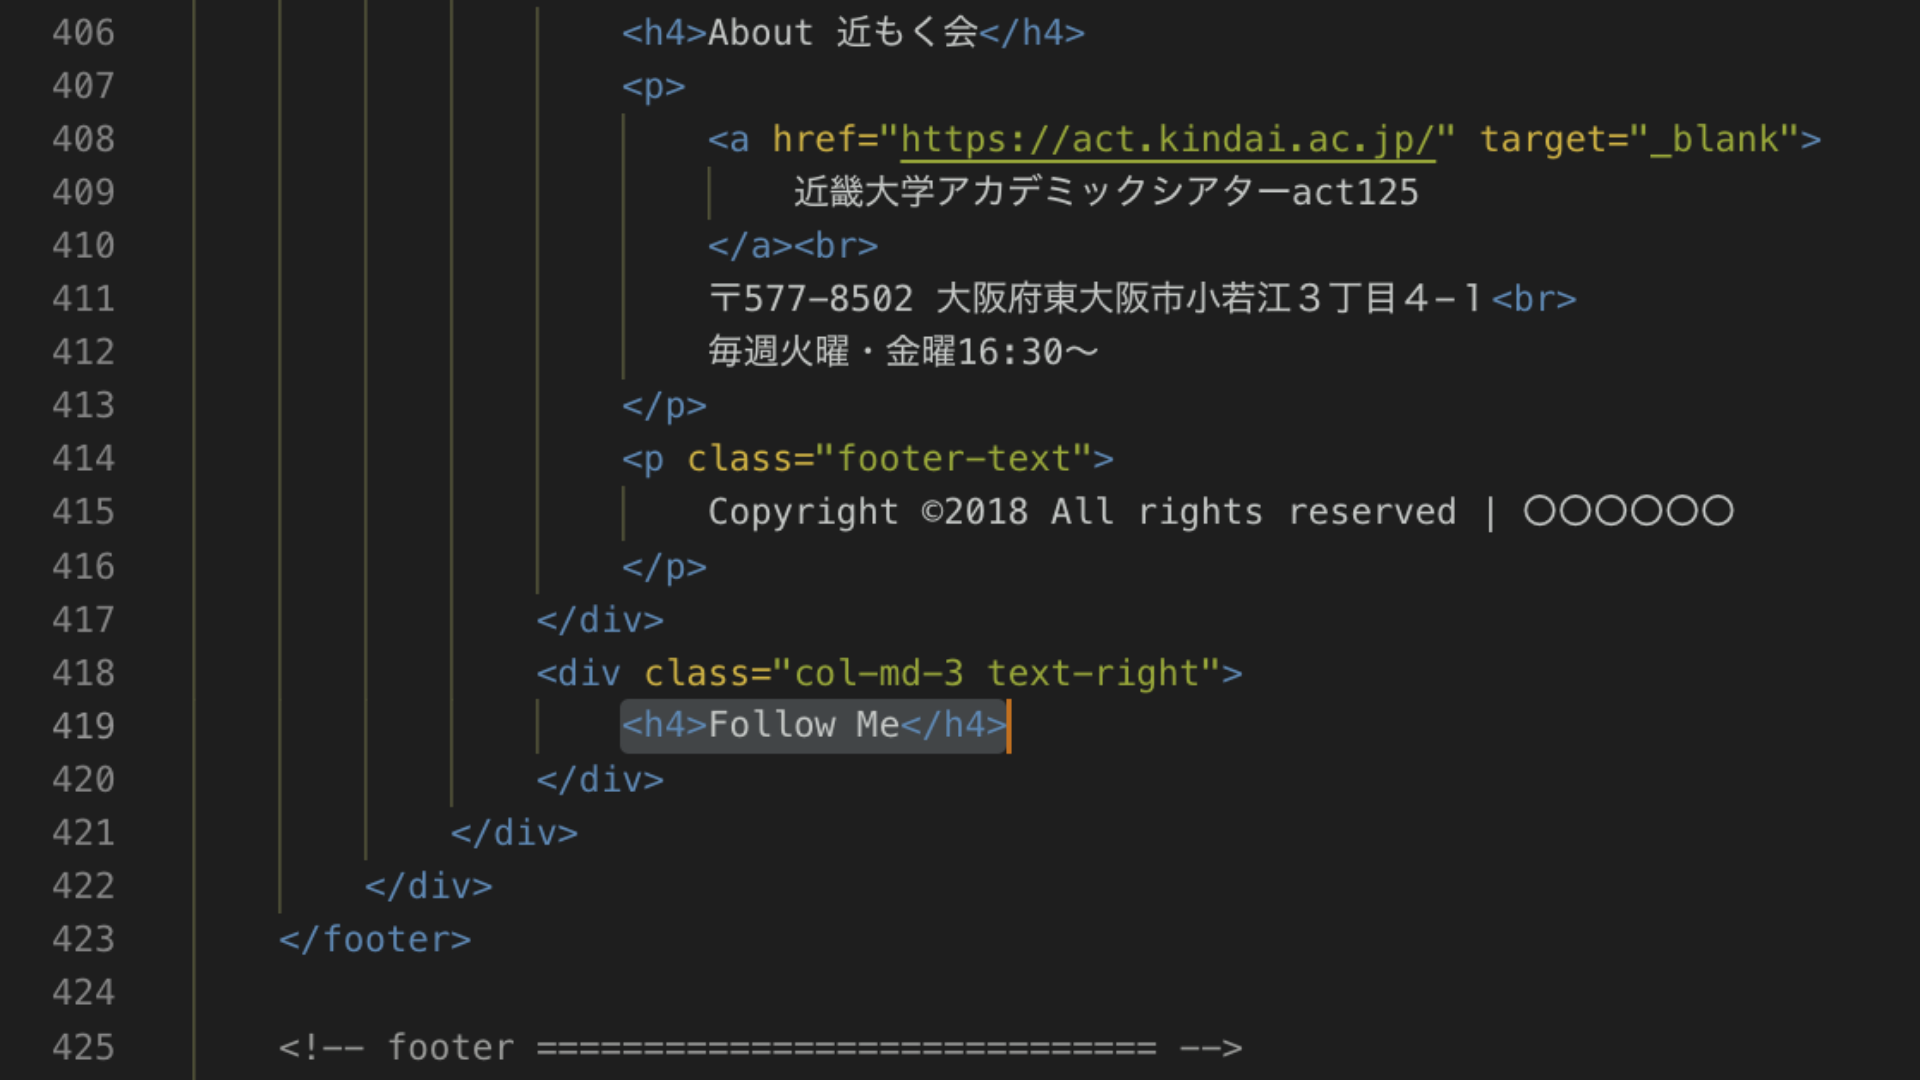 406 <h4>About 近もく会</h4>
407 <p>
408 <a href="https://act.kindai.ac.jp/" target="_blank">
409 近畿大学アカデミックシアターact125
410 </a><br>
411 〒577-8502 大阪府東大阪市小若江３丁目４−１<br>
412 毎週火曜・金曜16:30〜
413 </p>
414 <p class="footer-text">
415 Copyright ©2018 All rights reserved | ○○○○○○
416 </p>
417 </div>
418 <div class="col-md-3 text-right">
419 <h4>Follow Me</h4>
420 </div>
421 </div>
422 </div>
423 </footer>
424
425 <!-- footer ============================= -->